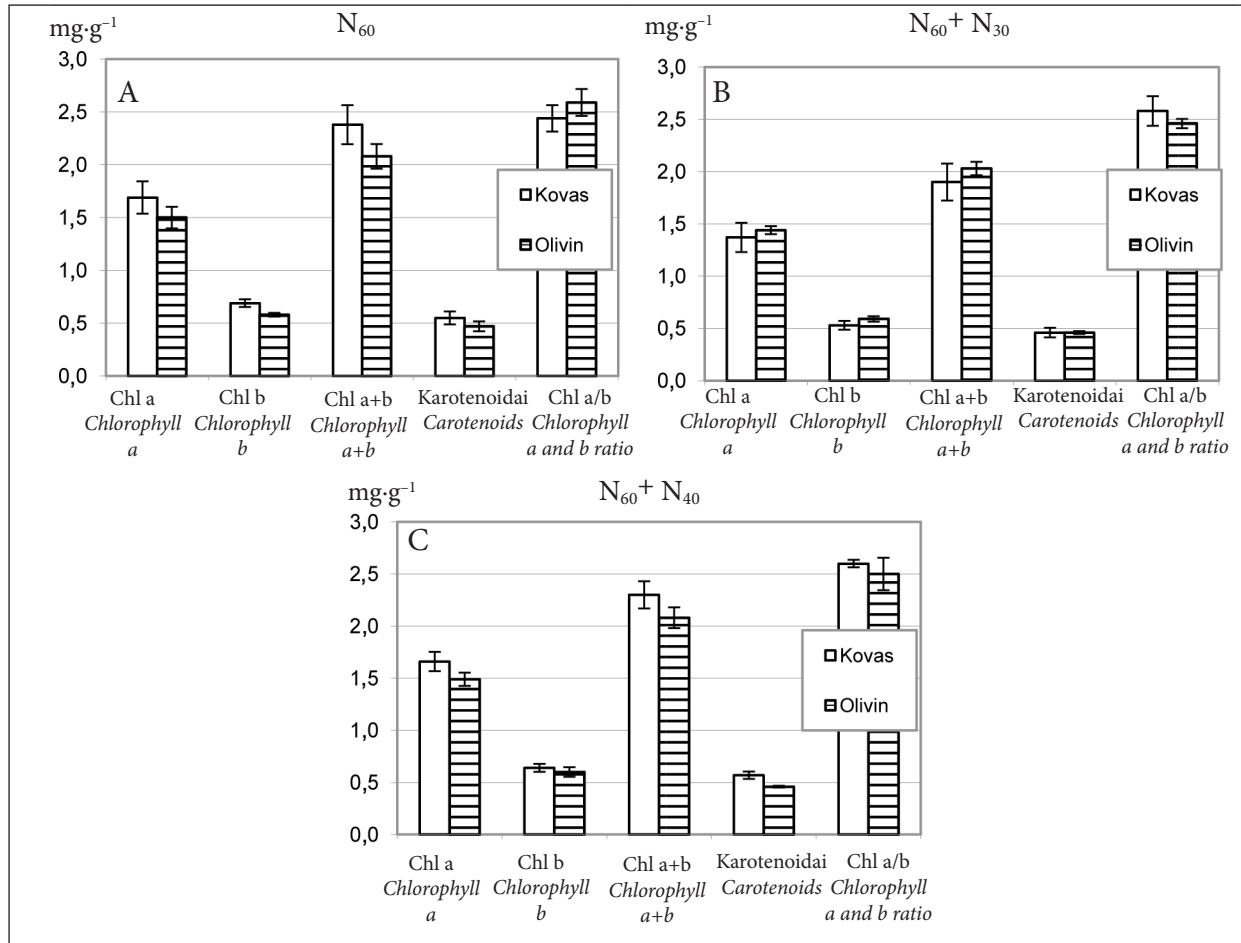 mg·g⁻¹ N₆₀
3,0
2,5
2,0
1,5
1,0
0,5
0,0
A
Kovas
Olivin
Chl a Chl b Chl a+b Karotenoidai Chl a/b
Chlorophyll Chlorophyll Chlorophyll Carotenoids Chlorophyll
a b a+b a and b ratio
mg·g⁻¹ N₆₀+ N₃₀
3,0
2,5
2,0
1,5
1,0
0,5
0,0
B
Kovas
Olivin
Chl a Chl b Chl a+b Karotenoidai Chl a/b
Chlorophyll Chlorophyll Chlorophyll Carotenoids Chlorophyll
a b a+b a and b ratio
mg·g⁻¹ N₆₀+ N₄₀
3,0
2,5
2,0
1,5
1,0
0,5
0,0
C
Kovas
Olivin
Chl a Chl b Chl a+b Karotenoidai Chl a/b
Chlorophyll Chlorophyll Chlorophyll Carotenoids Chlorophyll
a b a+b a and b ratio